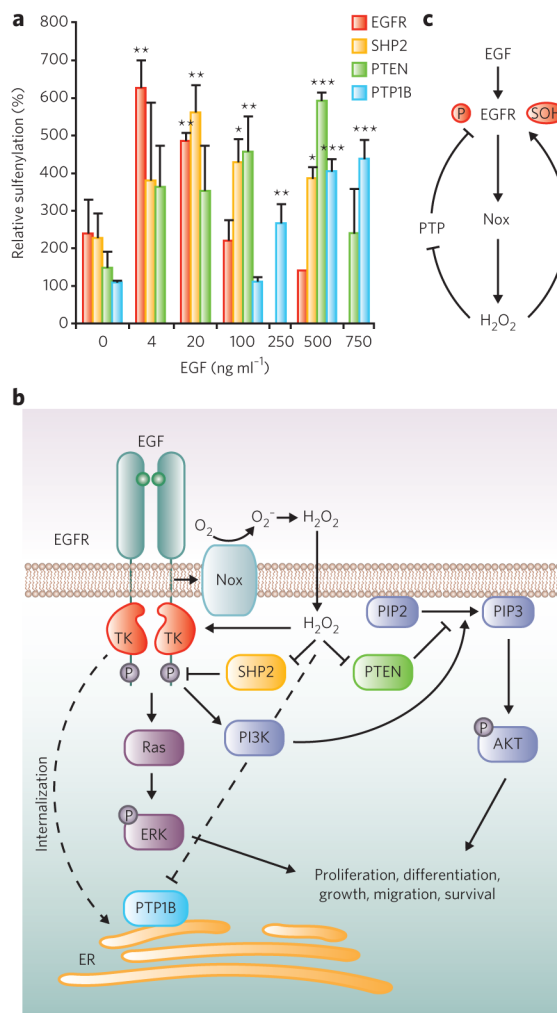 a
800
700
600
500
400
300
200
100
0
Relative sulfenylation (%)
EGFR
SHP2
PTEN
PTP1B
**
**
**
*
**
**
*
***
***
***
0 4 20 100 250 500 750
EGF (ng ml⁻¹)
c
EGF
P EGFR SOH
PTP Nox
H₂O₂
b
EGF
EGFR
O₂ O₂⁻ H₂O₂
Nox
H₂O₂
PIP2 PIP3
TK TK
P P
SHP2 PTEN
Ras PI3K
P
AKT
P
ERK
Internalization
Proliferation, differentiation,
growth, migration, survival
PTP1B
ER